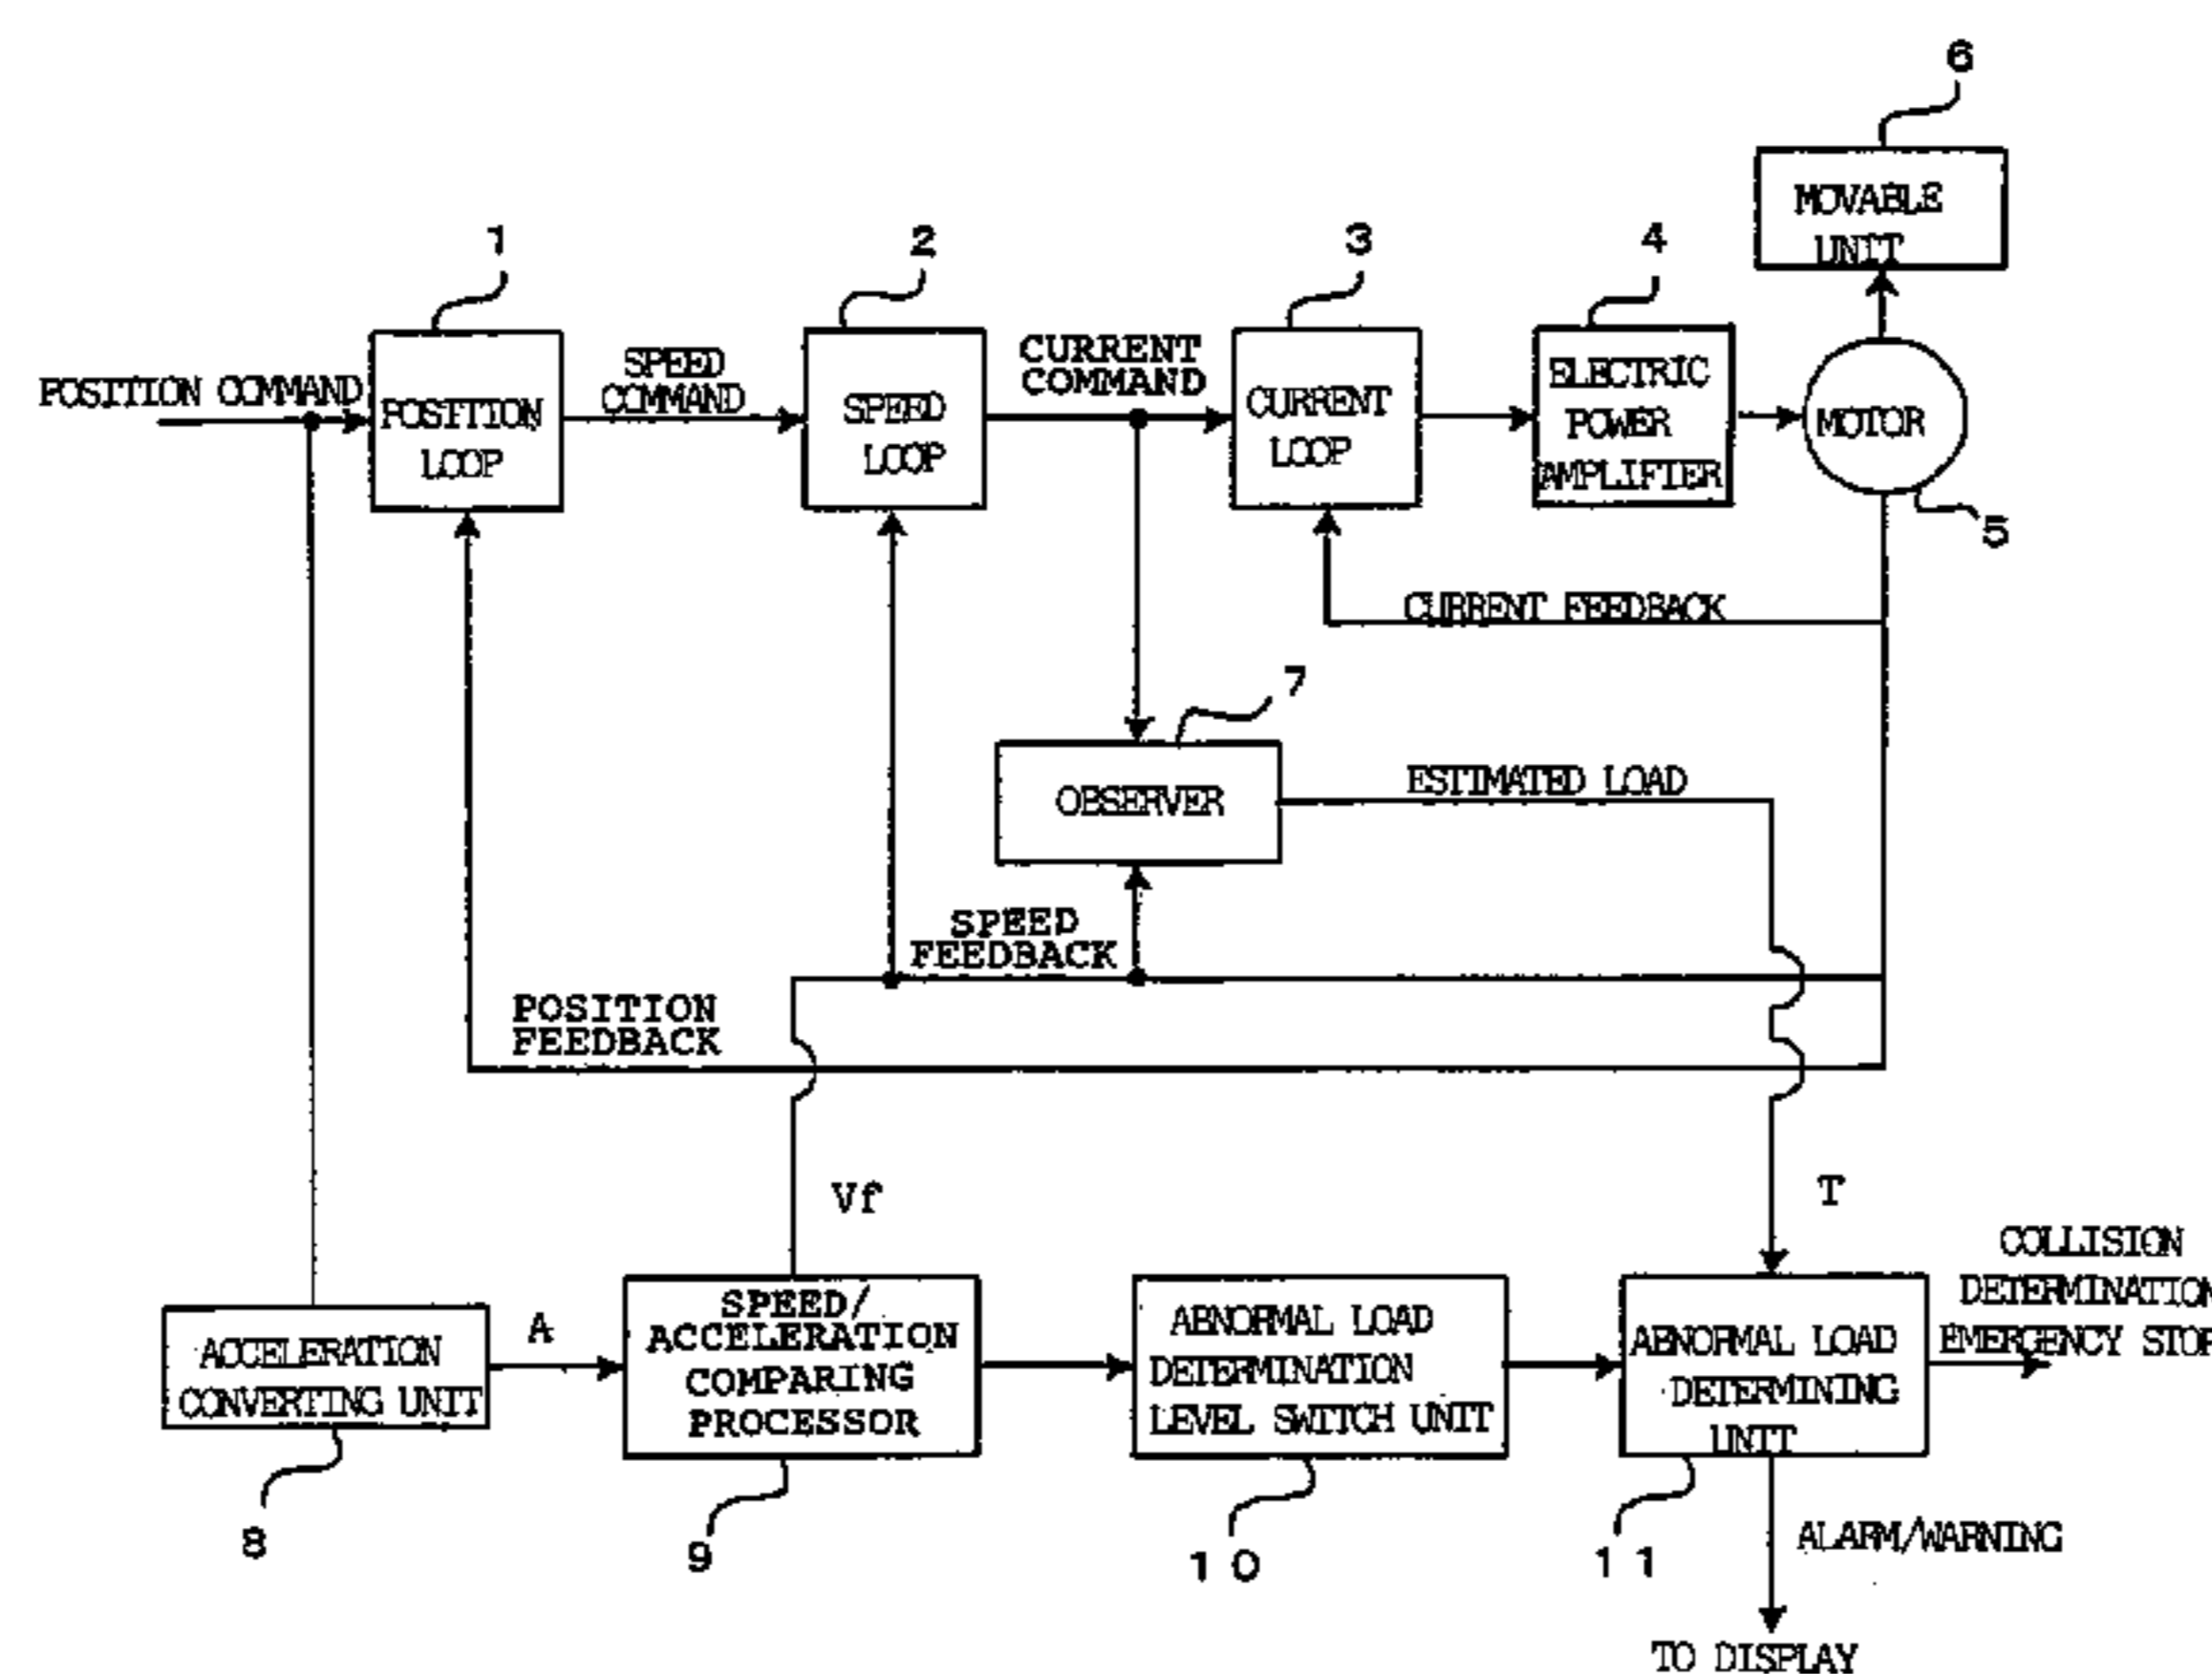 6
MOVABLE
UNIT
1
2
3
4
POSITION COMMAND
POSITION
LOOP
SPEED
COMMAND
SPEED
LOOP
CURRENT
COMMAND
CURRENT
LOOP
ELECTRIC
POWER
AMPLIFTER
MOTOR
5
CURRENT FEEDBACK
7
OBSERVER
ESTIMATED LOAD
SPEED
FEEDBACK
POSITION
FEEDBACK
Vf
T
ACCELERATION
CONVERTING UNIT
A
SPEED/
ACCELERATION
COMPARING
PROCESSOR
ABNORMAL LOAD
DETERMINATION
LEVEL SWITCH UNIT
ABNORMAL LOAD
DETERMINING
UNIT
COLLISION
DETERMINATION
EMERGENCY STOP
8
9
10
11
ALARM/WARNING
TO DISPLAY